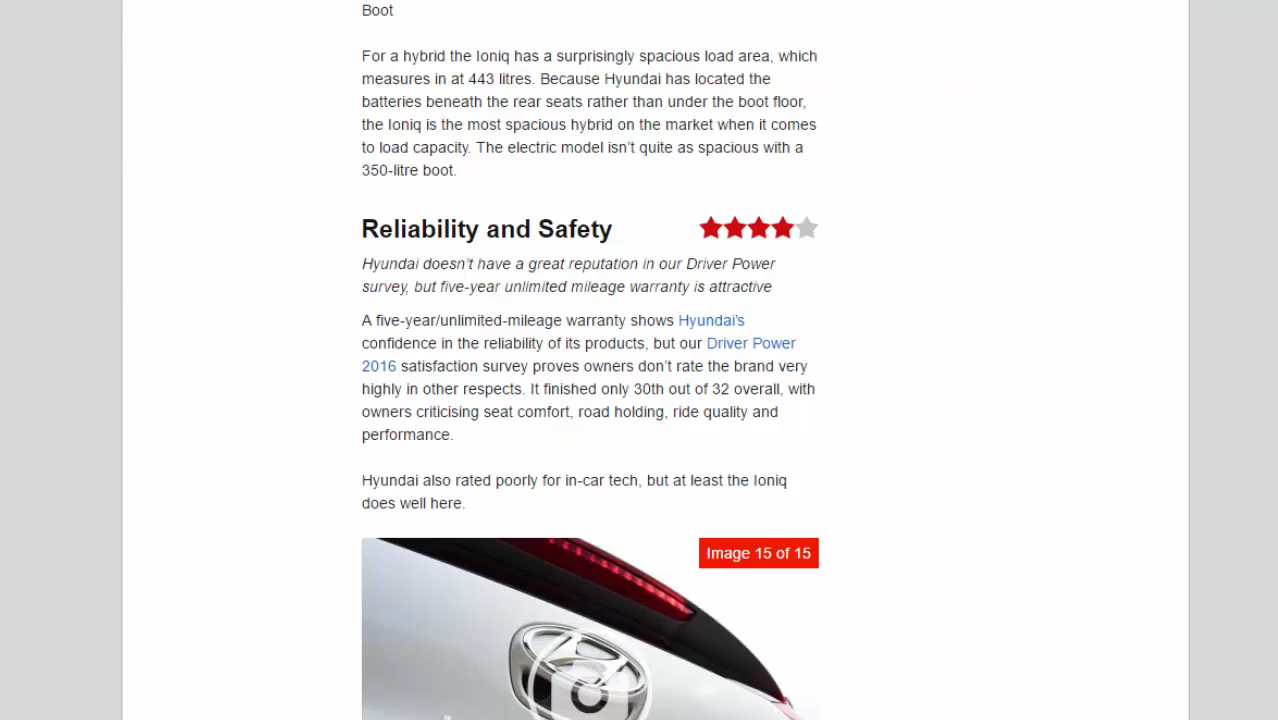 Boot
For a hybrid the Ioniq has a surprisingly spacious load area, which
measures in at 443 litres. Because Hyundai has located the
batteries beneath the rear seats rather than under the boot floor,
the Ioniq is the most spacious hybrid on the market when it comes
to load capacity. The electric model isn’t quite as spacious with a
350-litre boot.
Reliability and Safety
Hyundai doesn’t have a great reputation in our Driver Power
survey, but five-year unlimited mileage warranty is attractive
A five-year/unlimited-mileage warranty shows Hyundai’s
confidence in the reliability of its products, but our Driver Power
2016 satisfaction survey proves owners don’t rate the brand very
highly in other respects. It finished only 30th out of 32 overall, with
owners criticising seat comfort, road holding, ride quality and
performance.
Hyundai also rated poorly for in-car tech, but at least the Ioniq
does well here.
Image 15 of 15